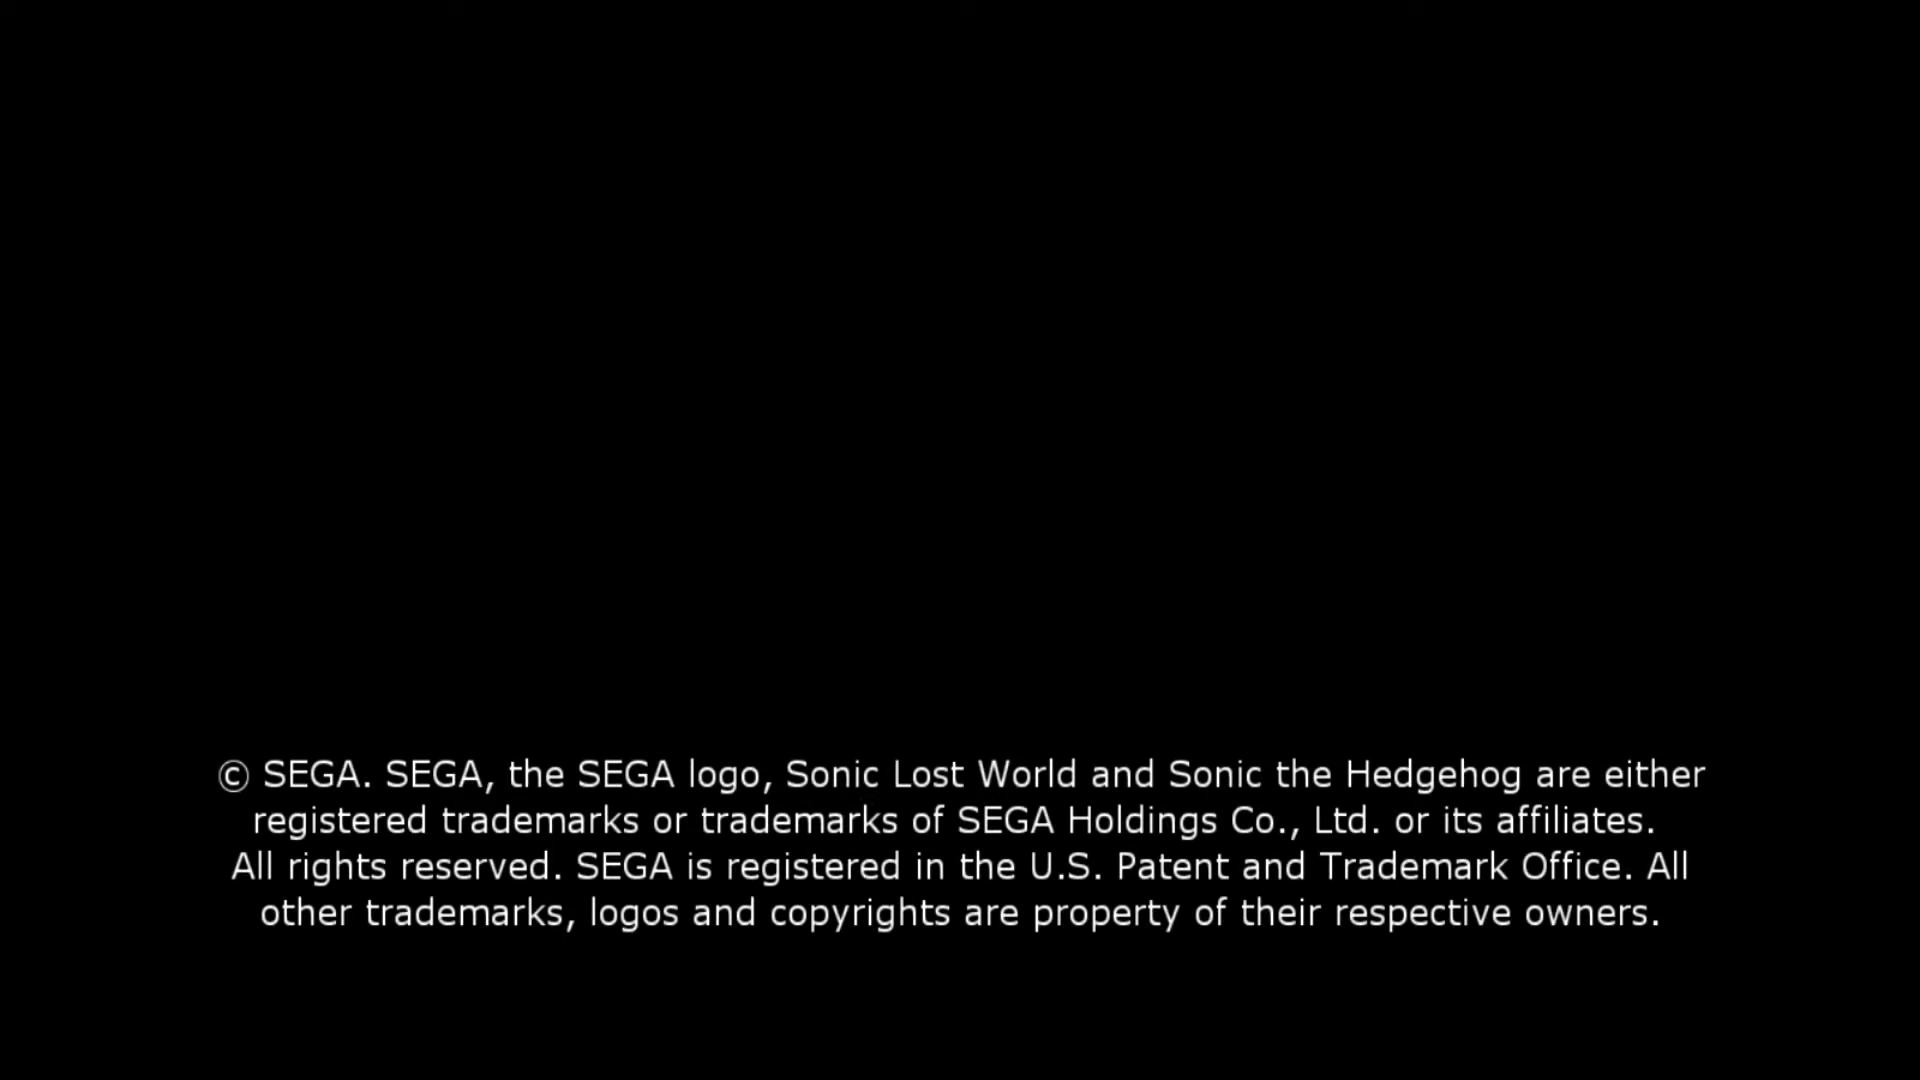 © SEGA. SEGA, the SEGA logo, Sonic Lost World and Sonic the Hedgehog are either
registered trademarks or trademarks of SEGA Holdings Co., Ltd. or its affiliates.
All rights reserved. SEGA is registered in the U.S. Patent and Trademark Office. All
other trademarks, logos and copyrights are property of their respective owners.